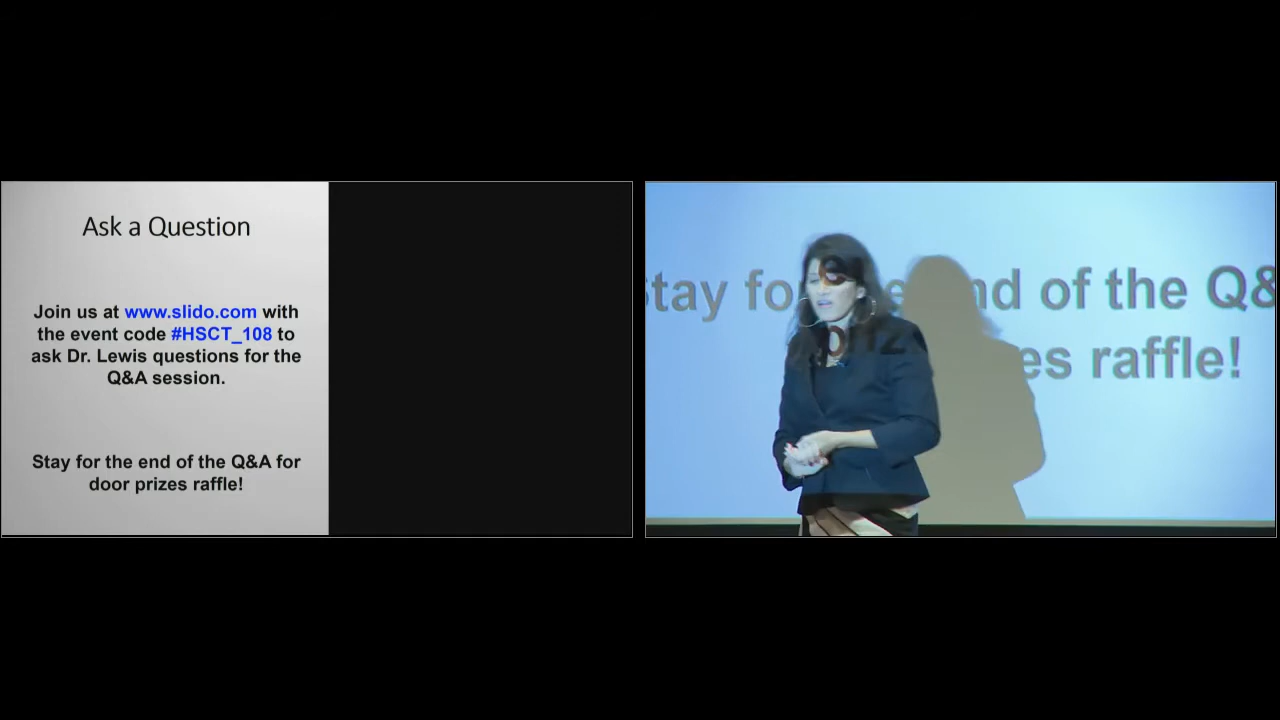 Ask a Question
Join us at www.slido.com with
the event code #HSCT_108 to
ask Dr. Lewis questions for the
Q&A session.
Stay for the end of the Q&A for
door prizes raffle!
Stay for the end of the Q&
prizes raffle!